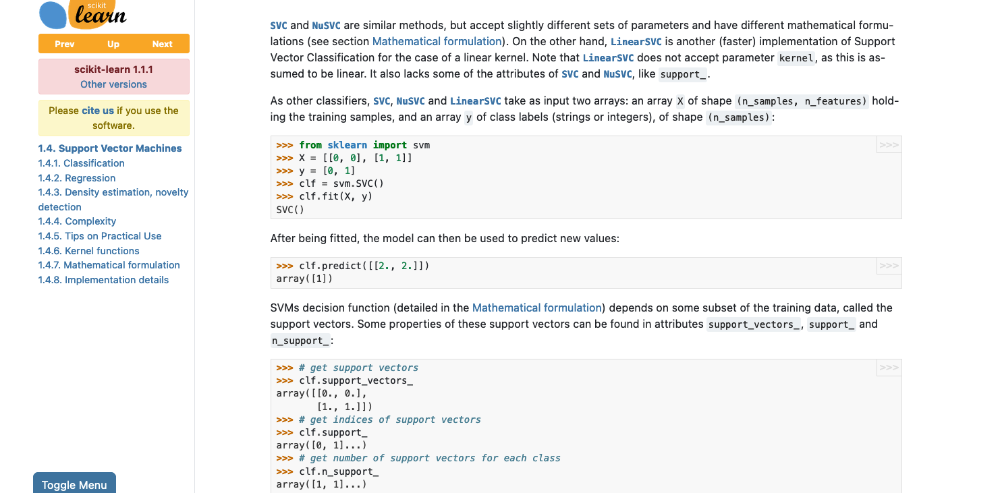 scikit
learn
Prev Up Next
scikit-learn 1.1.1
Other versions
Please cite us if you use the
software.
1.4. Support Vector Machines
1.4.1. Classification
1.4.2. Regression
1.4.3. Density estimation, novelty
detection
1.4.4. Complexity
1.4.5. Tips on Practical Use
1.4.6. Kernel functions
1.4.7. Mathematical formulation
1.4.8. Implementation details
Toggle Menu
SVC and NuSVC are similar methods, but accept slightly different sets of parameters and have different mathematical formu-
lations (see section Mathematical formulation). On the other hand, LinearSVC is another (faster) implementation of Support
Vector Classification for the case of a linear kernel. Note that LinearSVC does not accept parameter kernel, as this is as-
sumed to be linear. It also lacks some of the attributes of SVC and NuSVC, like support_.
As other classifiers, SVC, NuSVC and LinearSVC take as input two arrays: an array X of shape (n_samples, n_features) hold-
ing the training samples, and an array y of class labels (strings or integers), of shape (n_samples):
>>> from sklearn import svm >>>
>>> X = [[0, 0], [1, 1]]
>>> y = [0, 1]
>>> clf = svm.SVC()
>>> clf.fit(X, y)
SVC()
After being fitted, the model can then be used to predict new values:
>>> clf.predict([[2., 2.]]) >>>
array([1])
SVMs decision function (detailed in the Mathematical formulation) depends on some subset of the training data, called the
support vectors. Some properties of these support vectors can be found in attributes support_vectors_, support_ and
n_support_:
>>> # get support vectors >>>
>>> clf.support_vectors_
array([[0., 0.],
[1., 1.]])
>>> # get indices of support vectors
>>> clf.support_
array([0, 1]...)
>>> # get number of support vectors for each class
>>> clf.n_support_
array([1, 1]...)